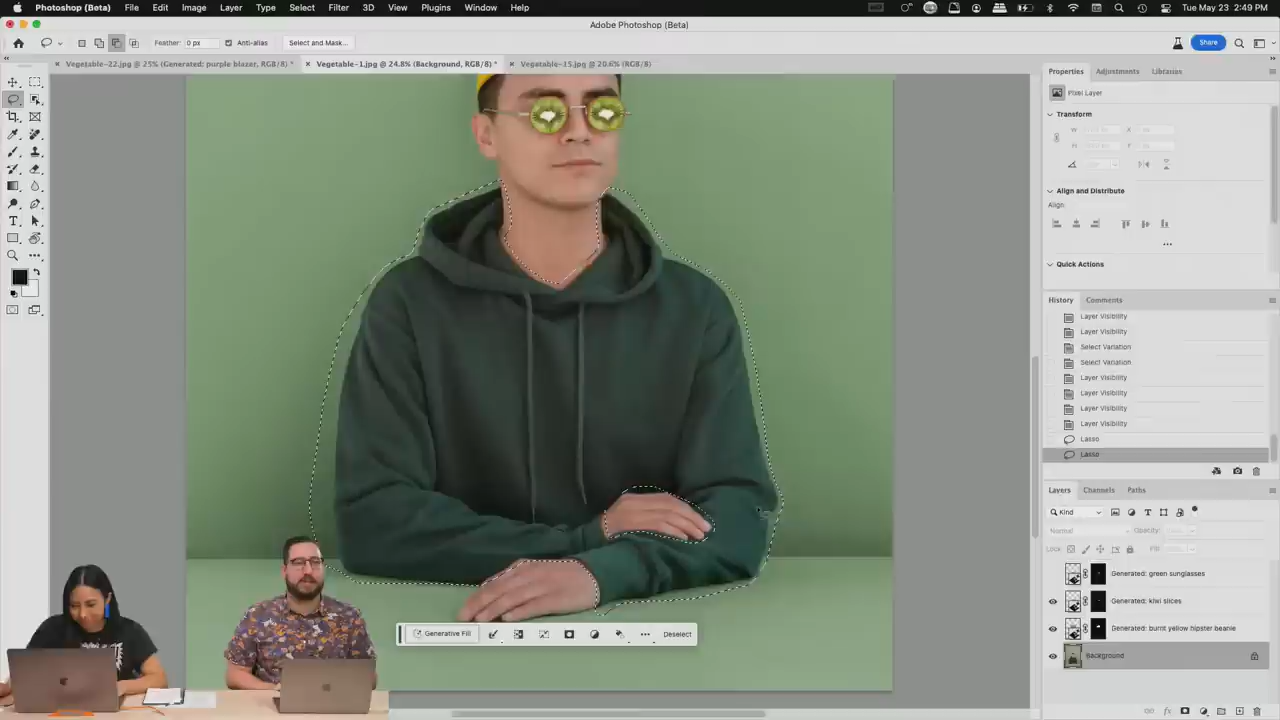 Photoshop (Beta) File Edit Image Layer Type Select Filter 3D View Plugins Window Help Tue May 23 2:49 PM
Adobe Photoshop (Beta)
Feather: 0 px Anti-alias Select and Mask... Share
Vegetable-22.jpg @ 25% (Generated: purple blazer, RGB/8) * Vegetable-1.jpg @ 24.8% (Background, RGB/8) * Vegetable-15.jpg @ 20.6% (RGB/8)
Properties Adjustments Libraries
Pixel Layer
Transform
W X
H Y
Align and Distribute
Align:
Quick Actions
History Comments
Layer Visibility
Layer Visibility
Select Variation
Select Variation
Layer Visibility
Layer Visibility
Layer Visibility
Layer Visibility
Lasso
Lasso
Layers Channels Paths
Kind
Normal Opacity:
Lock: Fill:
Generated: green sunglasses
Generated: kiwi slices
Generated: burnt yellow hipster beanie
Background
Generative Fill Deselect